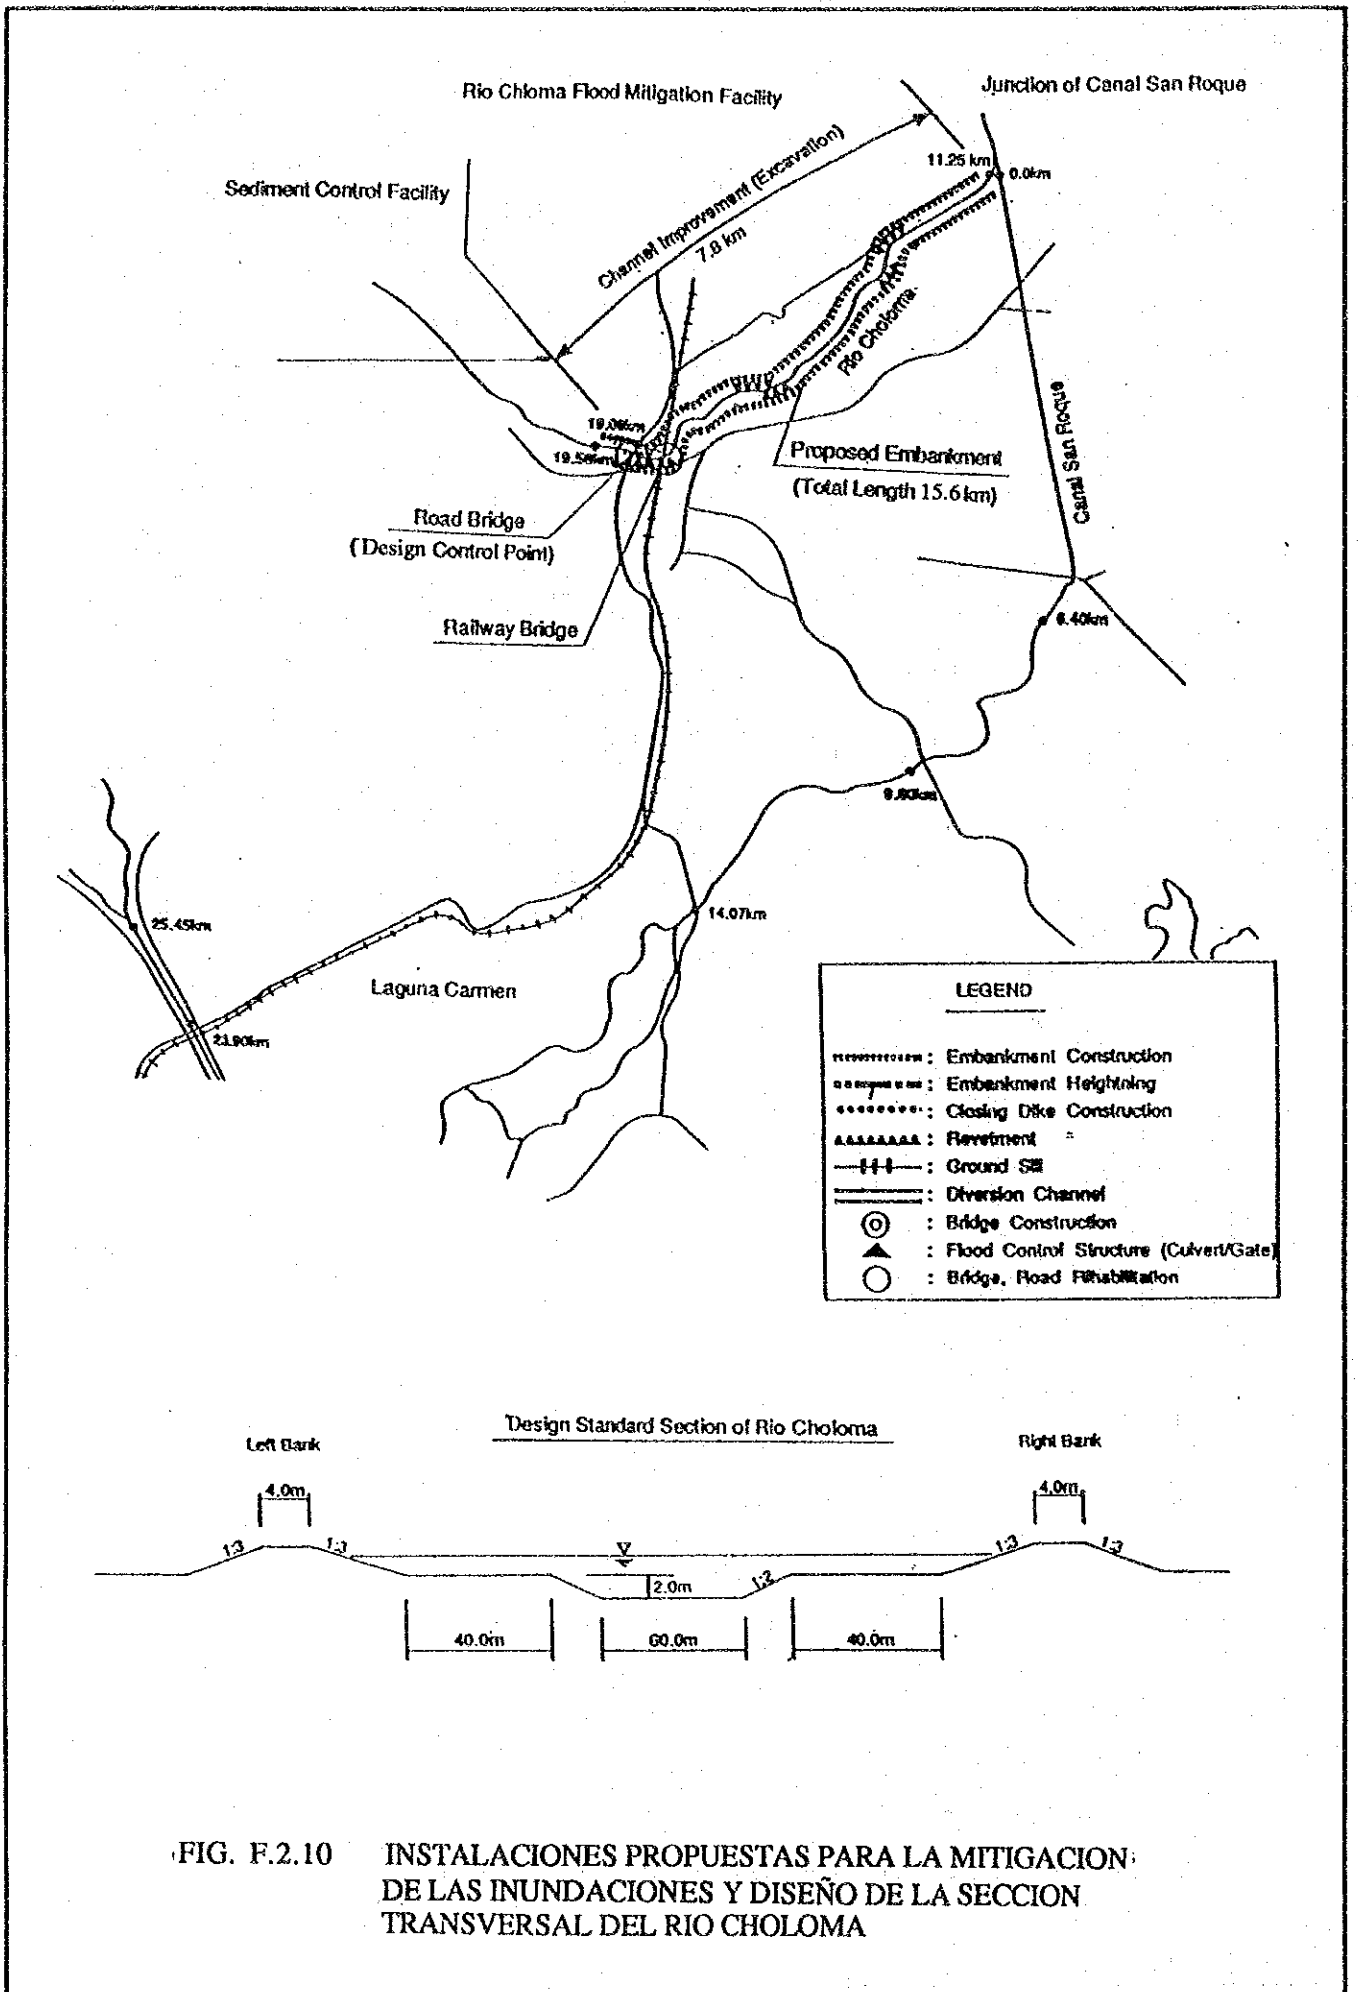 Rio Chloma Flood Mitigation Facility
Junction of Canal San Roque
Sediment Control Facility
Channel Improvement (Excavation)
7.8 km
11.25 km
0.0km
Rio Choloma
Canal San Roque
19.56km
Proposed Embankment
(Total Length 15.6 km)
Road Bridge
(Design Control Point)
Railway Bridge
14.07km
25.45km
Laguna Carmen
23.90km
LEGEND
: Embankment Construction
: Embankment Heightning
: Closing Dike Construction
: Revetment
: Ground Sill
: Diversion Channel
: Bridge Construction
: Flood Control Structure (Culvert/Gate)
: Bridge, Road Rihabilitation
Design Standard Section of Rio Choloma
Left Bank
Right Bank
4.0m
4.0m
1:3
1:3
1:3
1:3
2.0m
1:2
40.0m
60.0m
40.0m
FIG. F.2.10 INSTALACIONES PROPUESTAS PARA LA MITIGACION
DE LAS INUNDACIONES Y DISEÑO DE LA SECCION
TRANSVERSAL DEL RIO CHOLOMA